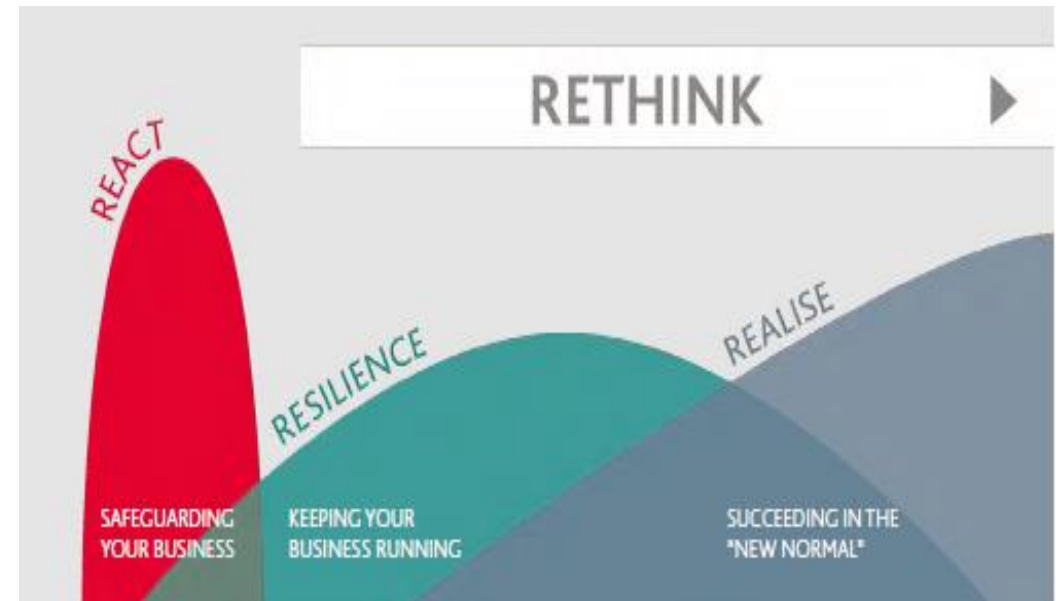 RETHINK
REACT
RESILIENCE
REALISE
SAFEGUARDING
YOUR BUSINESS
KEEPING YOUR
BUSINESS RUNNING
SUCCEEDING IN THE
"NEW NORMAL"